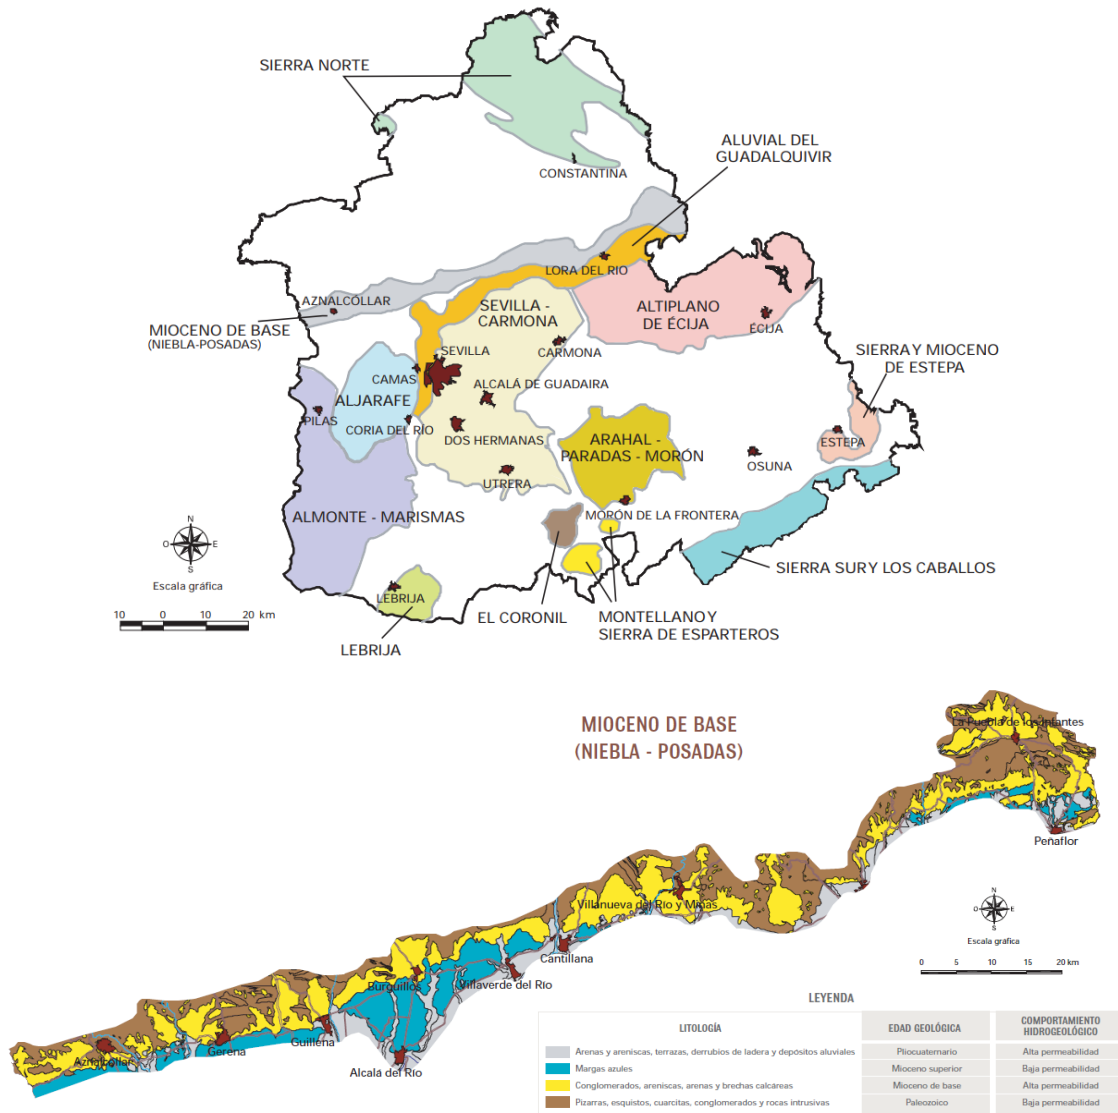 SIERRA NORTE
ALUVIAL DEL
GUADALQUIVIR
CONSTANTINA
LORA DEL RIO
AZNALCÓLLAR
SEVILLA -
CARMONA
ALTIPLANO
DE ÉCIJA
MIOCENO DE BASE
(NIEBLA-POSADAS)
ÉCIJA
SEVILLA
CARMONA
SIERRA Y MIOCENO
DE ESTEPA
CAMAS
ALCALÁ DE GUADAIRA
ALJARAFE
PILAS
CORIA DEL RÍO
DOS HERMANAS
ARAHAL -
PARADAS - MORÓN
ESTEPA
OSUNA
UTRERA
ALMONTE - MARISMAS
MORÓN DE LA FRONTERA
N
O E
S
Escala gráfica
10 0 10 20 km
SIERRA SUR Y LOS CABALLOS
LEBRIJA
EL CORONIL
MONTELLANO Y
SIERRA DE ESPARTEROS
LEBRIJA
MIOCENO DE BASE
(NIEBLA - POSADAS)
La Puebla de los Infantes
Peñaflor
Villanueva del Río y Minas
N
O E
S
Escala gráfica
0 5 10 15 20 km
Cantillana
Burguillos
Villaverde del Río
Guillena
Gerena
Aznalcóllar
Alcalá del Río
LEYENDA
LITOLOGÍA EDAD GEOLÓGICA COMPORTAMIENTO HIDROGEOLÓGICO
Arenas y areniscas, terrazas, derrubios de ladera y depósitos aluviales Pliocuaternario Alta permeabilidad
Margas azules Mioceno superior Baja permeabilidad
Conglomerados, areniscas, arenas y brechas calcáreas Mioceno de base Alta permeabilidad
Pizarras, esquistos, cuarcitas, conglomerados y rocas intrusivas Paleozoico Baja permeabilidad